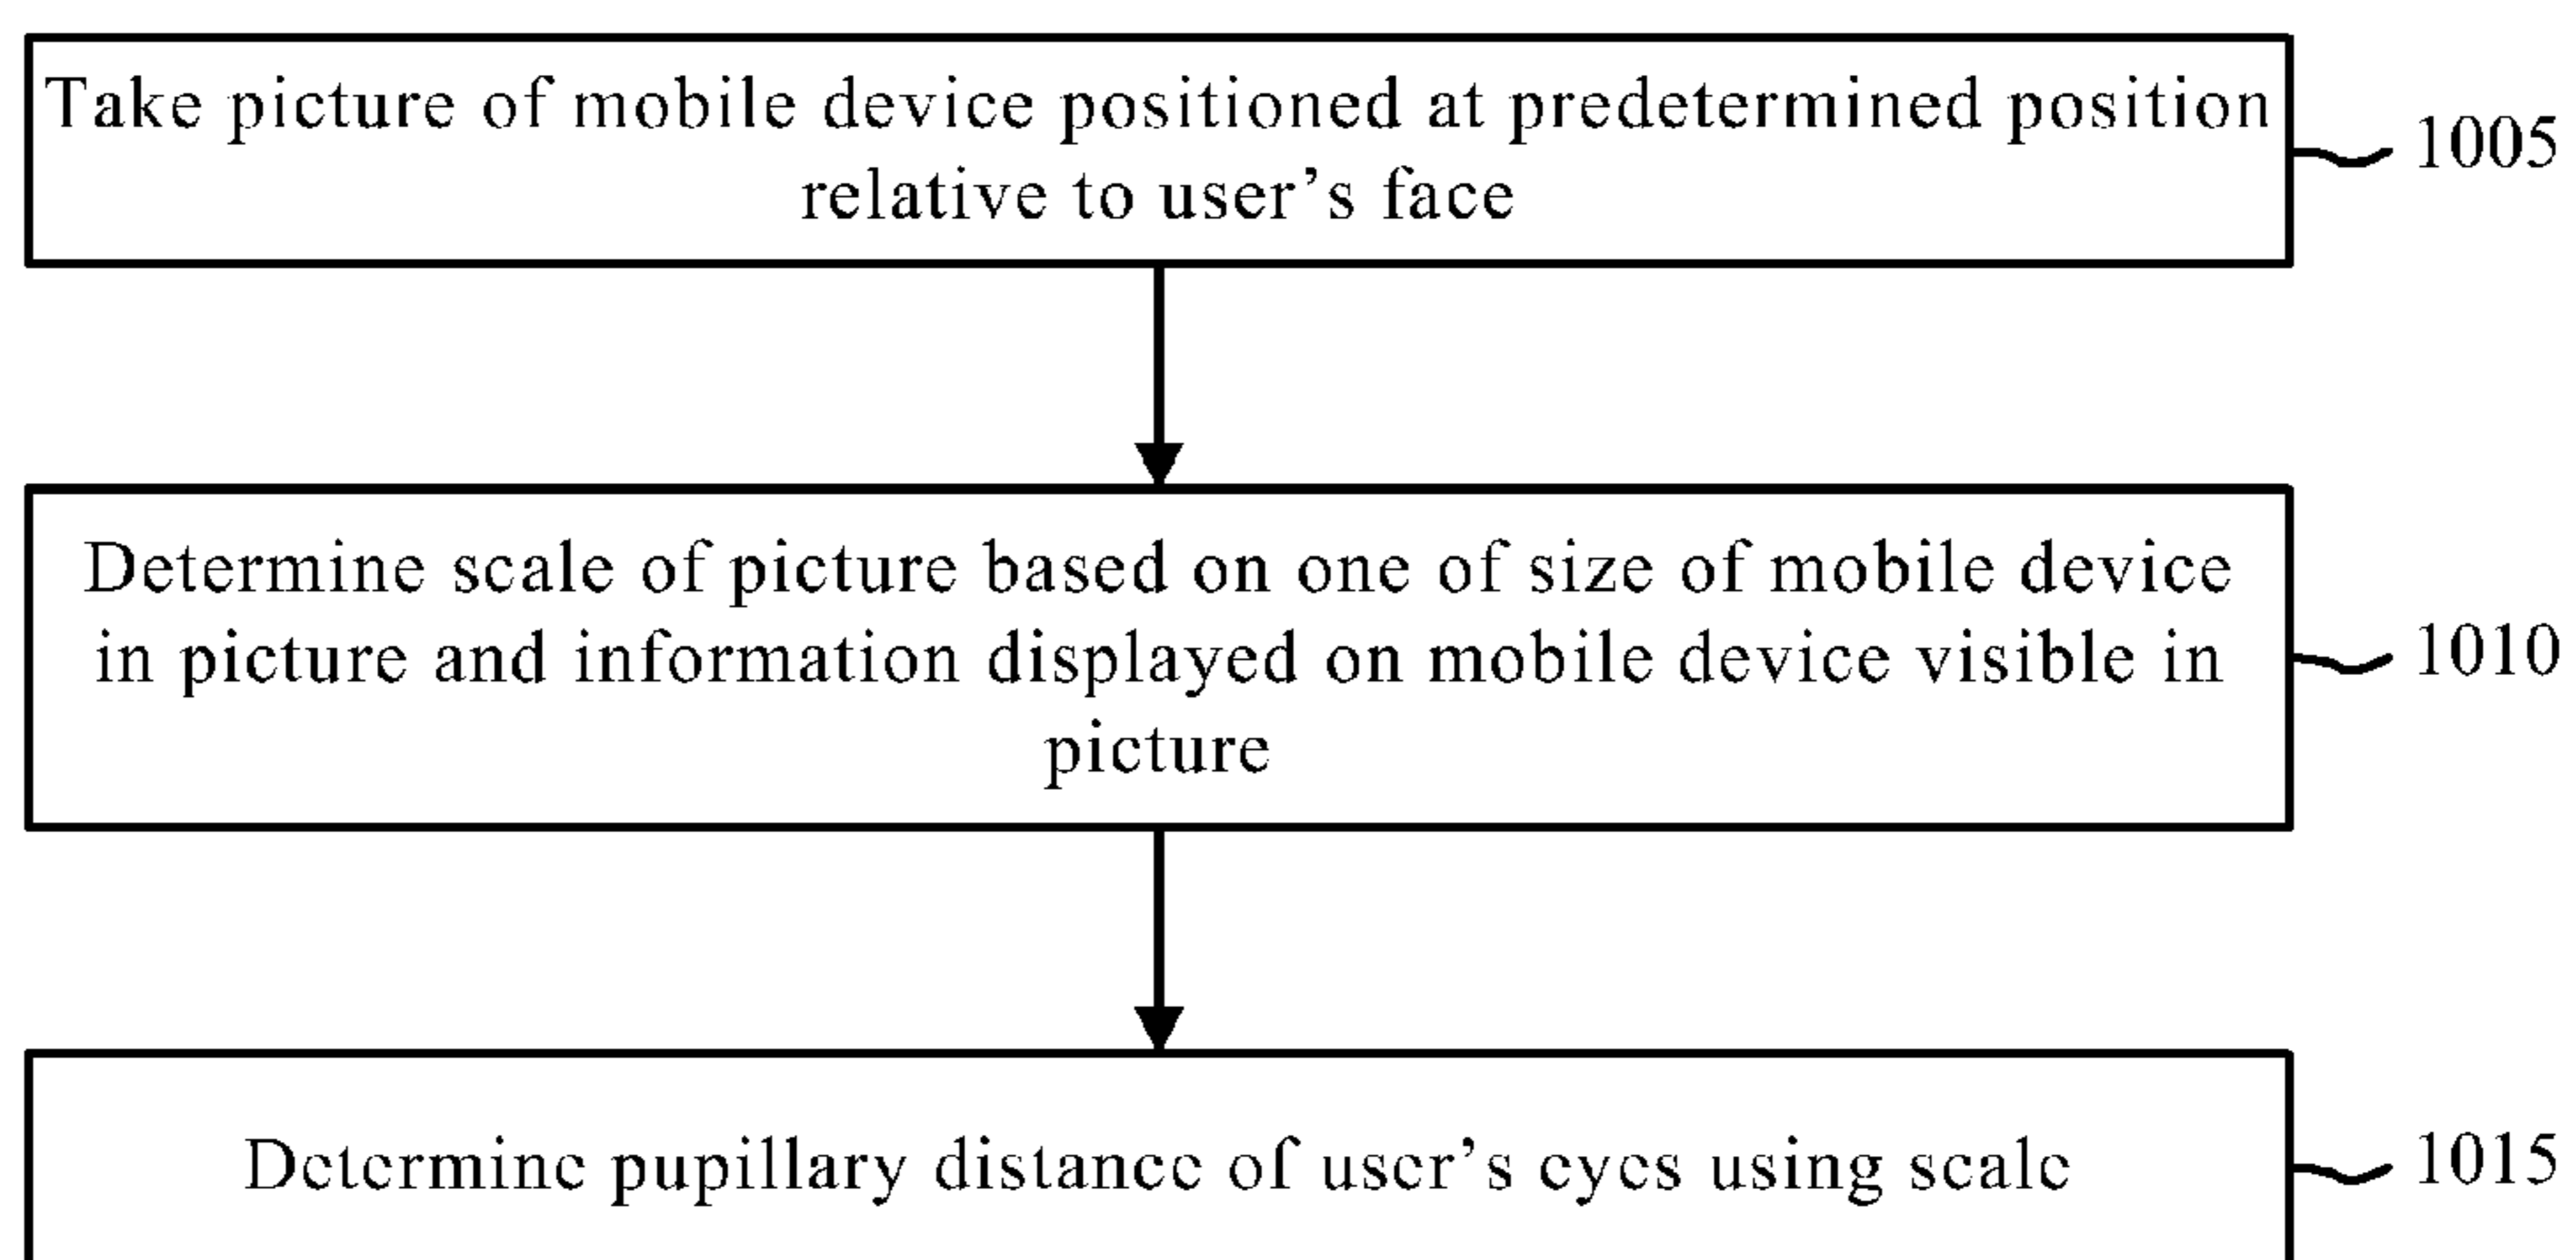 Take picture of mobile device positioned at predetermined position
relative to user’s face
1005
Determine scale of picture based on one of size of mobile device
in picture and information displayed on mobile device visible in
picture
1010
Determine pupillary distance of user’s eyes using scale
1015